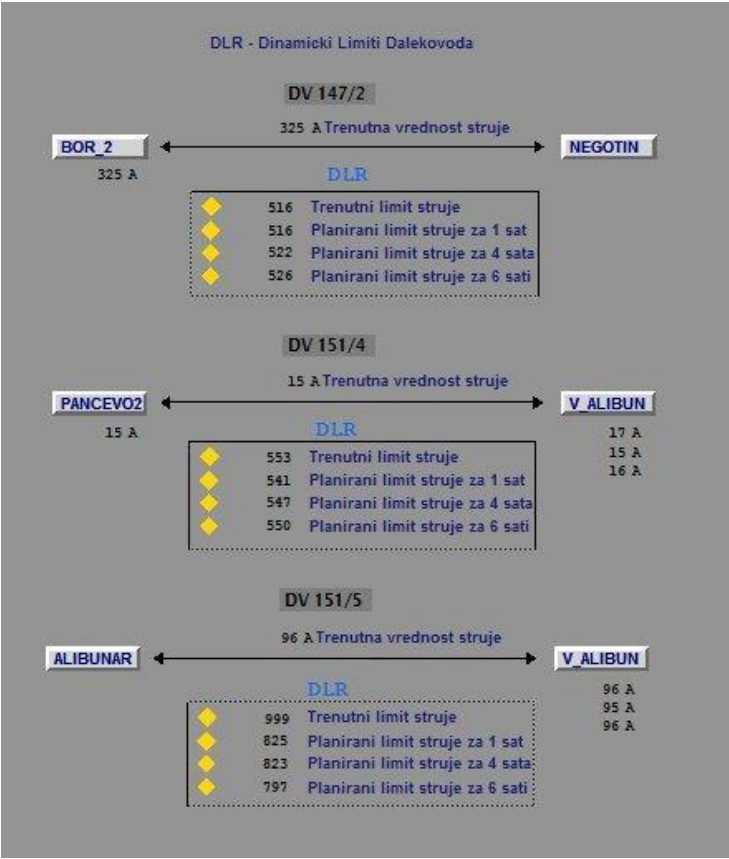 DLR - Dinamicki Limiti Dalekovoda
DV 147/2
325 A Trenutna vrednost struje
BOR_2
NEGOTIN
325 A
DLR
516 Trenutni limit struje
516 Planirani limit struje za 1 sat
522 Planirani limit struje za 4 sata
526 Planirani limit struje za 6 sati
DV 151/4
15 A Trenutna vrednost struje
PANCEVO2
V_ALIBUN
15 A
17 A
15 A
16 A
DLR
553 Trenutni limit struje
541 Planirani limit struje za 1 sat
547 Planirani limit struje za 4 sata
550 Planirani limit struje za 6 sati
DV 151/5
96 A Trenutna vrednost struje
ALIBUNAR
V_ALIBUN
96 A
95 A
96 A
DLR
999 Trenutni limit struje
825 Planirani limit struje za 1 sat
823 Planirani limit struje za 4 sata
797 Planirani limit struje za 6 sati